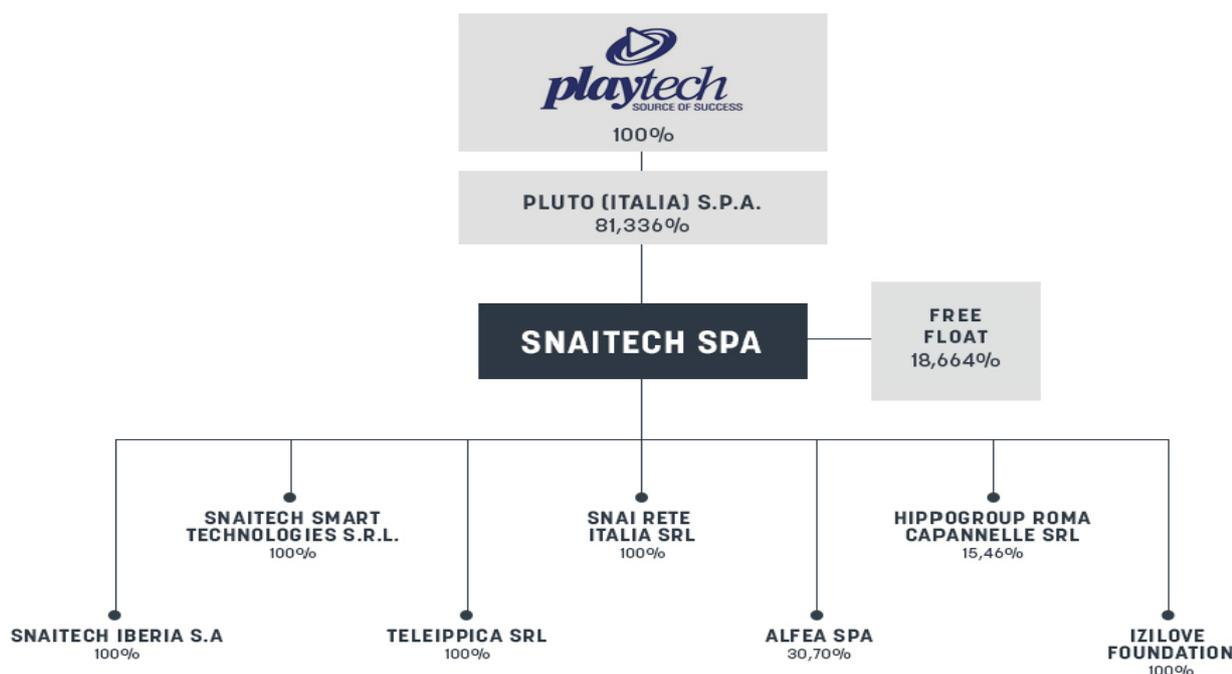 playtech
SOURCE OF SUCCESS
100%
PLUTO (ITALIA) S.P.A.
81,336%
SNAITECH SPA
FREE
FLOAT
18,664%
SNAITECH SMART
TECHNOLOGIES S.R.L.
100%
SNAI RETE
ITALIA SRL
100%
HIPPOGROUP ROMA
CAPANNELLE SRL
15,46%
SNAITECH IBERIA S.A
100%
TELEIPPICA SRL
100%
ALFEA SPA
30,70%
IZILOVE
FOUNDATION
100%